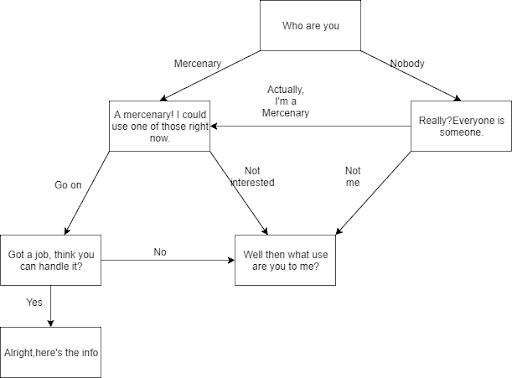 Who are you
Mercenary
Nobody
Actually,
I'm a
Mercenary
A mercenary! I could
use one of those right
now.
Really?Everyone is
someone.
Go on
Not
interested
Not
me
Got a job, think you
can handle it?
No
Well then what use
are you to me?
Yes
Alright,here's the info